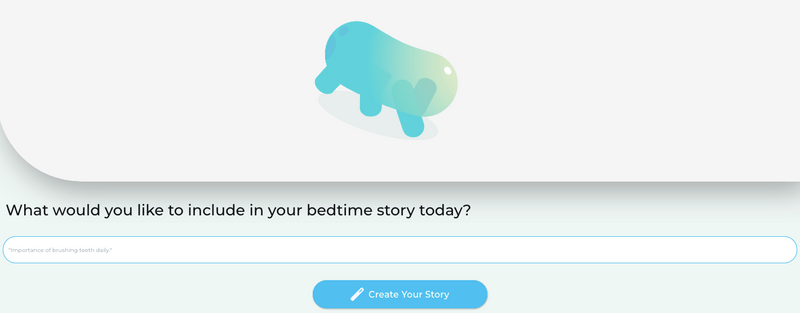 What would you like to include in your bedtime story today?
"Importance of brushing teeth daily."
Create Your Story